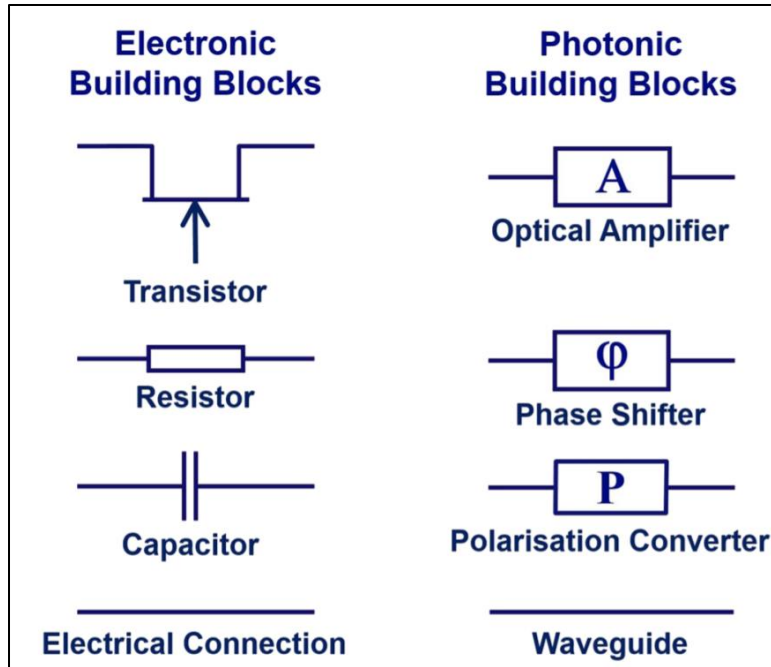 Electronic
Building Blocks
Transistor
Resistor
Capacitor
Electrical Connection
Photonic
Building Blocks
A
Optical Amplifier
φ
Phase Shifter
P
Polarisation Converter
Waveguide